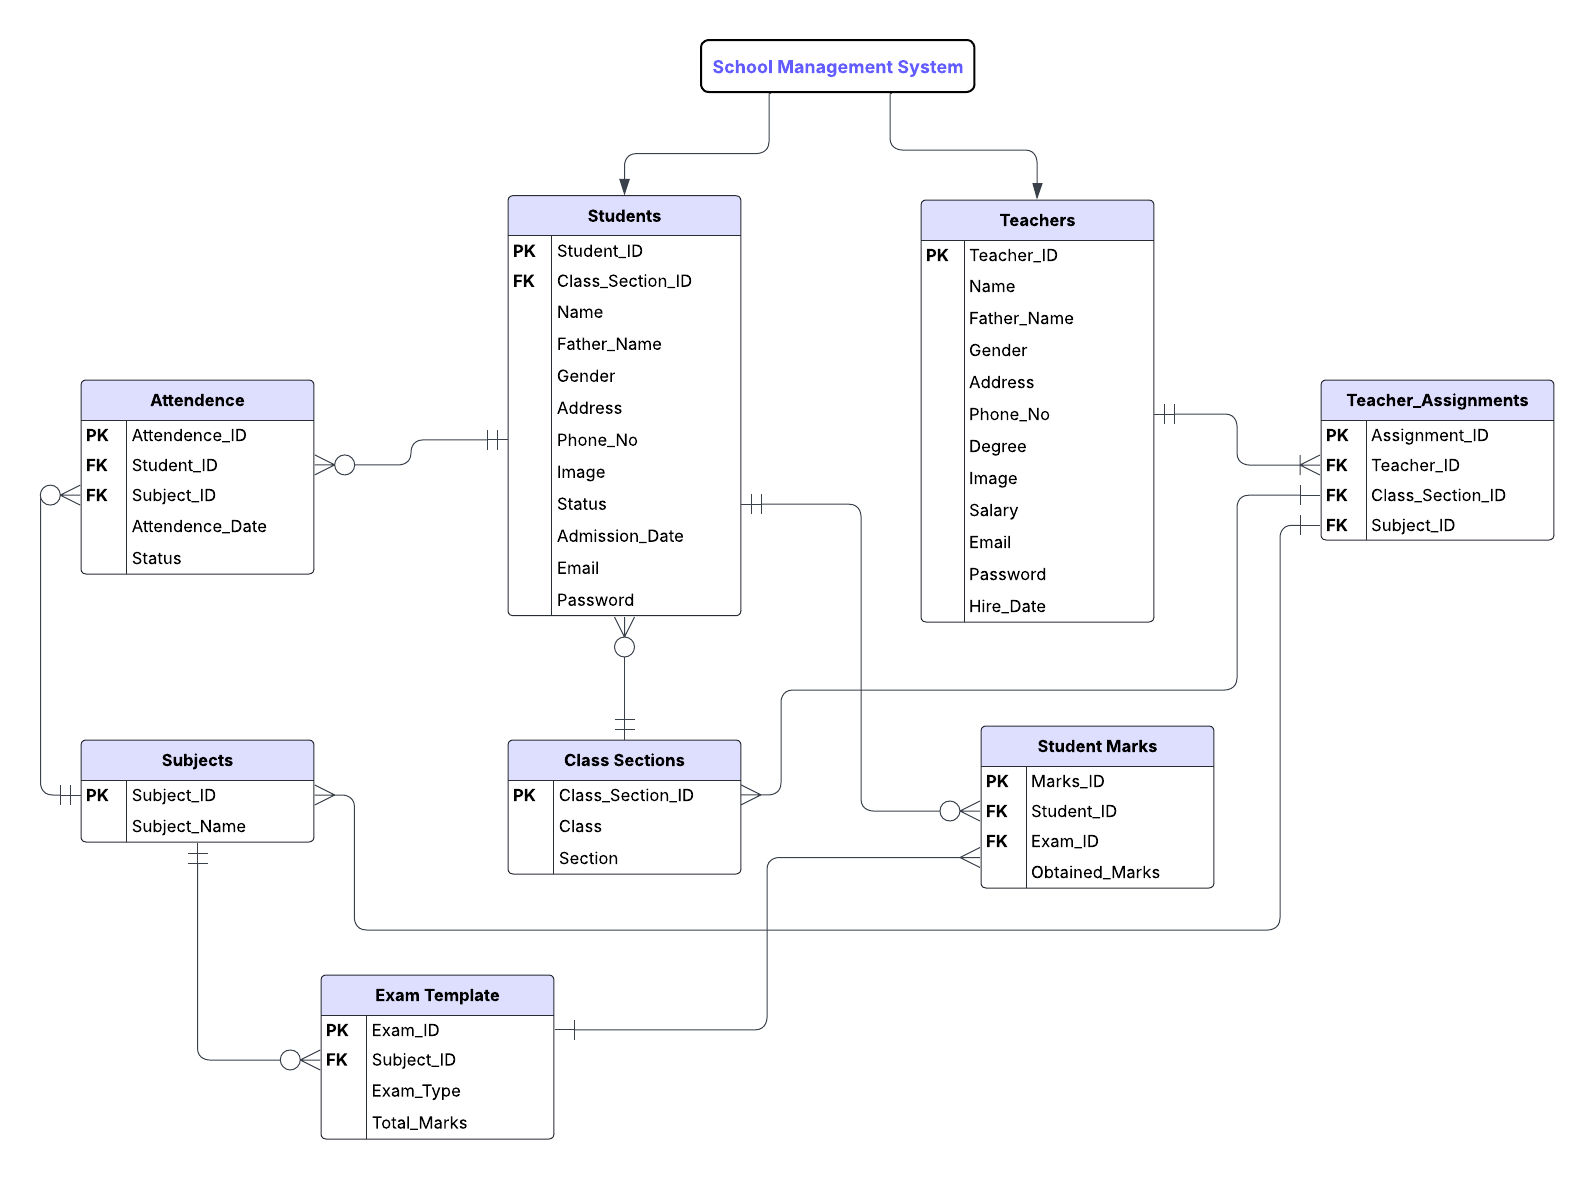 School Management System
Students
PK Student_ID
FK Class_Section_ID
Name
Father_Name
Gender
Address
Phone_No
Image
Status
Admission_Date
Email
Password
Teachers
PK Teacher_ID
Name
Father_Name
Gender
Address
Phone_No
Degree
Image
Salary
Email
Password
Hire_Date
Attendence
PK Attendence_ID
FK Student_ID
FK Subject_ID
Attendence_Date
Status
Teacher_Assignments
PK Assignment_ID
FK Teacher_ID
FK Class_Section_ID
FK Subject_ID
Subjects
PK Subject_ID
Subject_Name
Class Sections
PK Class_Section_ID
Class
Section
Student Marks
PK Marks_ID
FK Student_ID
FK Exam_ID
Obtained_Marks
Exam Template
PK Exam_ID
FK Subject_ID
Exam_Type
Total_Marks